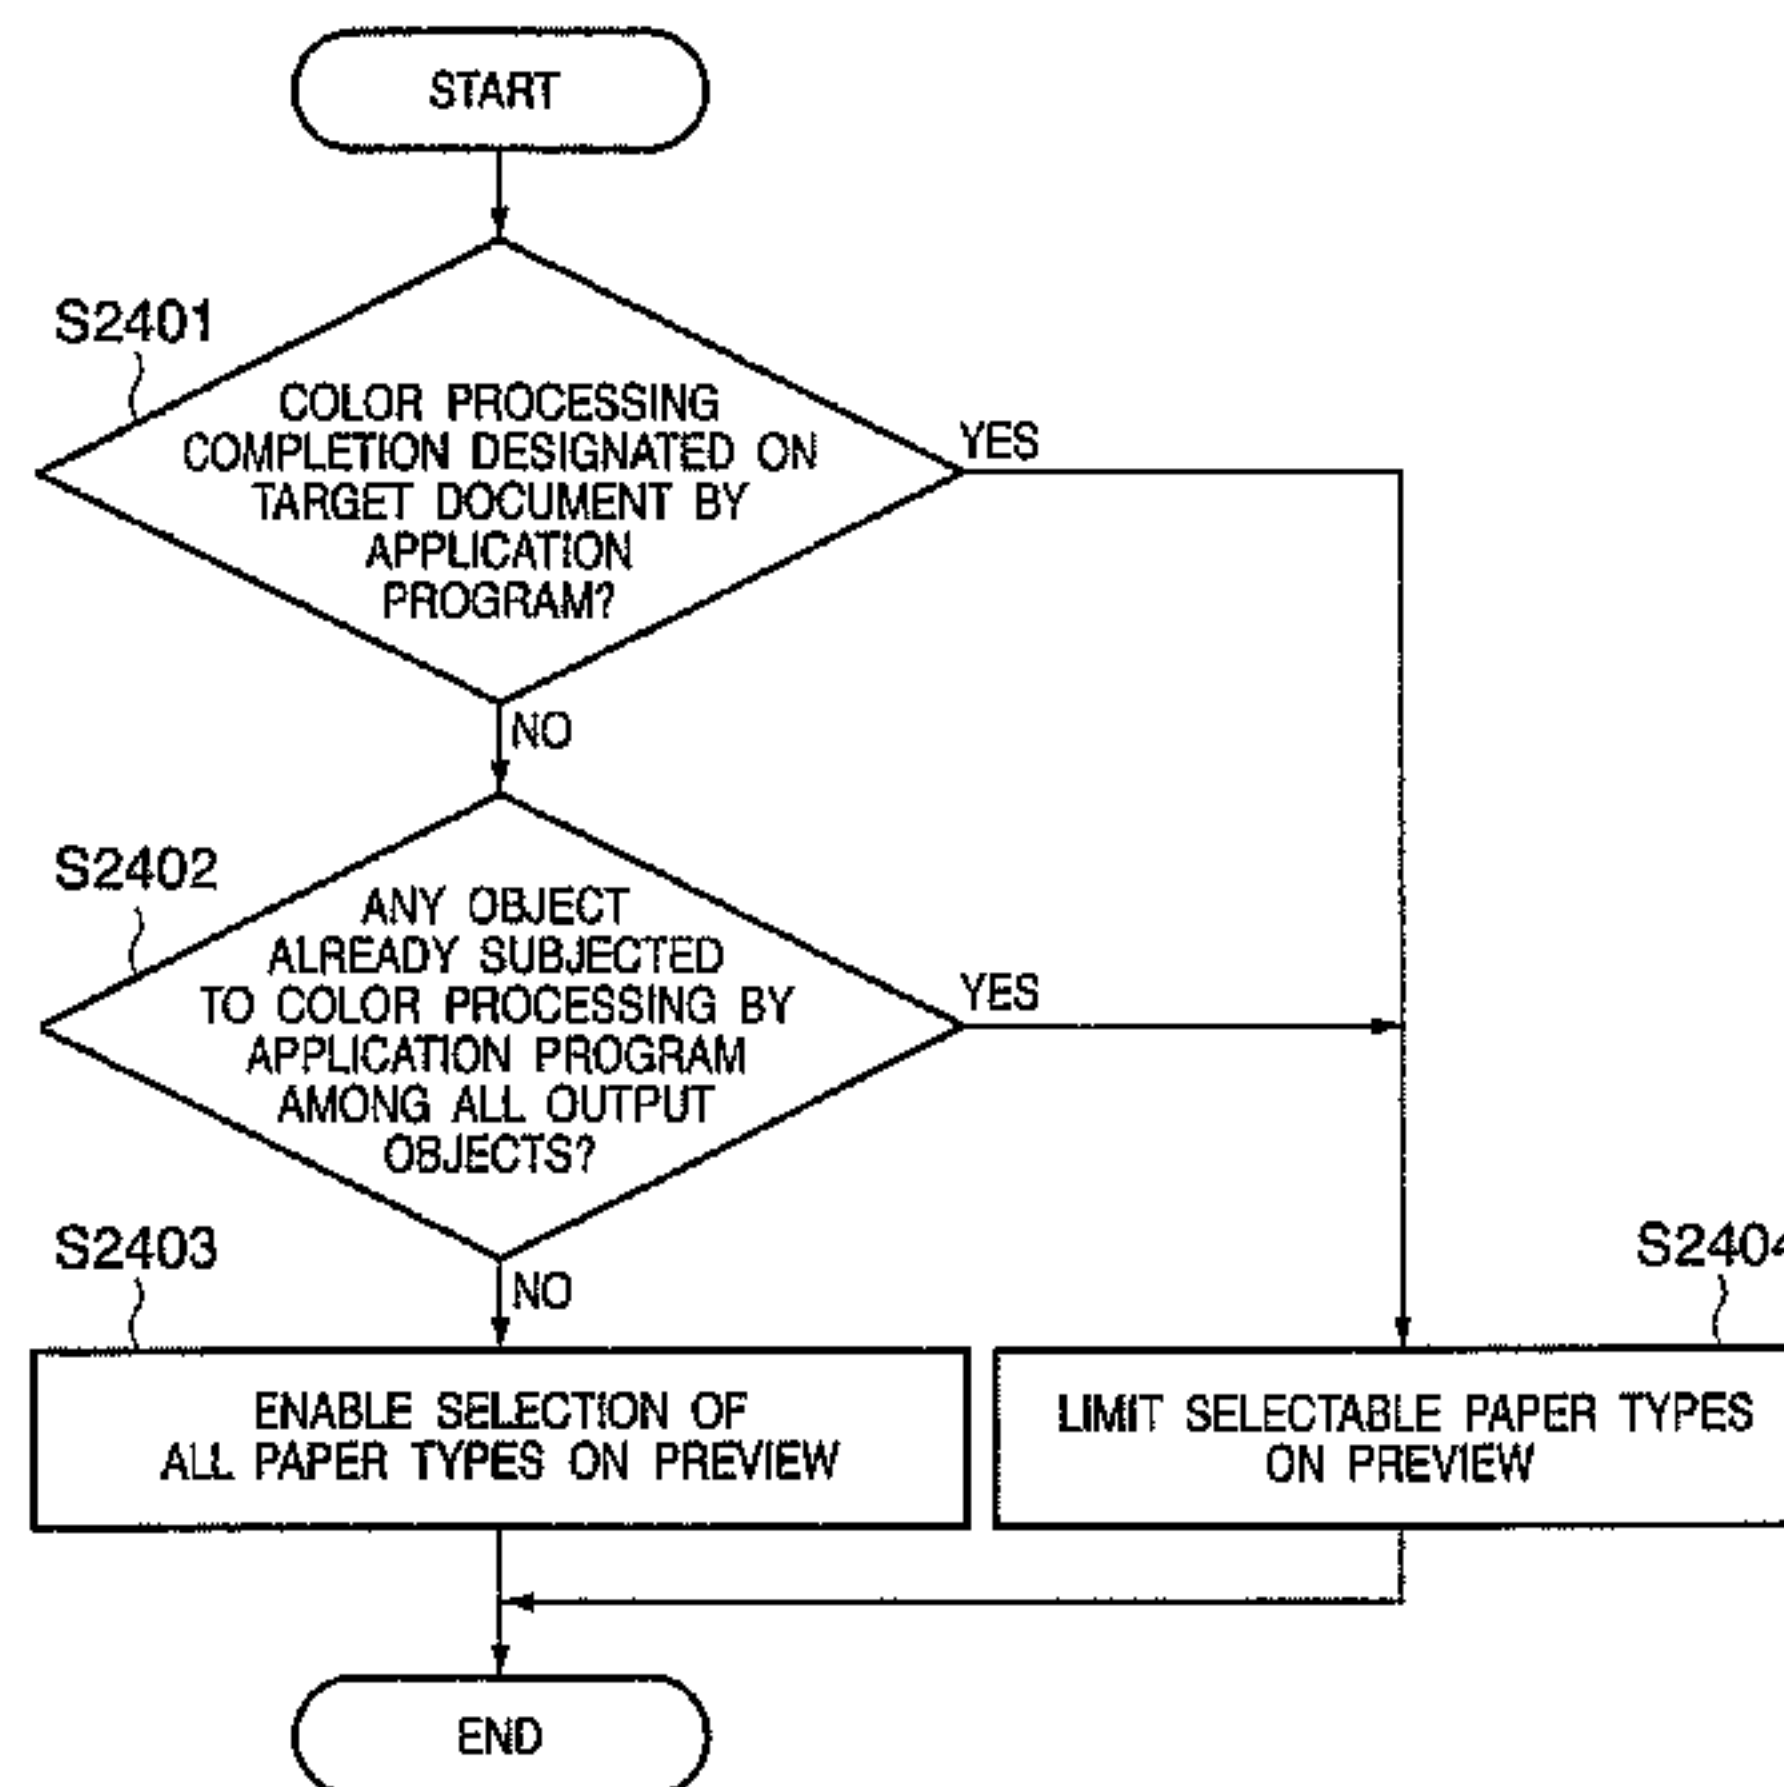 START
S2401
COLOR PROCESSING
COMPLETION DESIGNATED ON
TARGET DOCUMENT BY
APPLICATION
PROGRAM?
YES
NO
S2402
ANY OBJECT
ALREADY SUBJECTED
TO COLOR PROCESSING BY
APPLICATION PROGRAM
AMONG ALL OUTPUT
OBJECTS?
YES
NO
S2403
ENABLE SELECTION OF
ALL PAPER TYPES ON PREVIEW
S2404
LIMIT SELECTABLE PAPER TYPES
ON PREVIEW
END